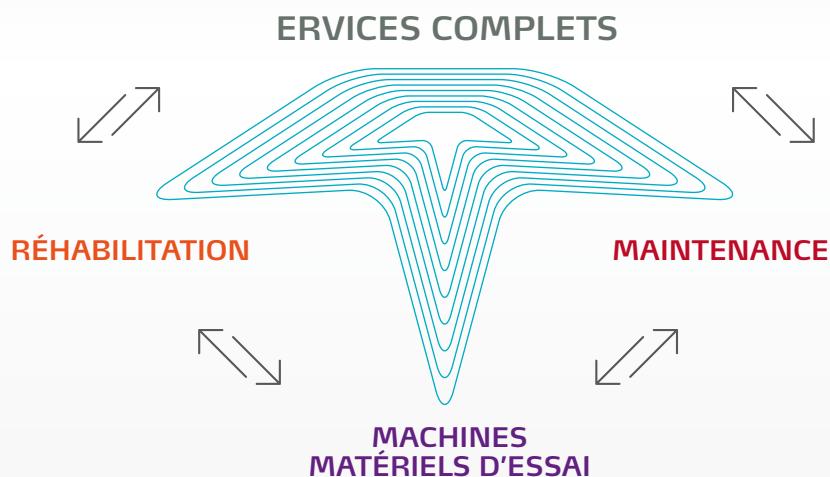 ERVICES COMPLETS
RÉHABILITATION
MAINTENANCE
MACHINES
MATÉRIELS D'ESSAI